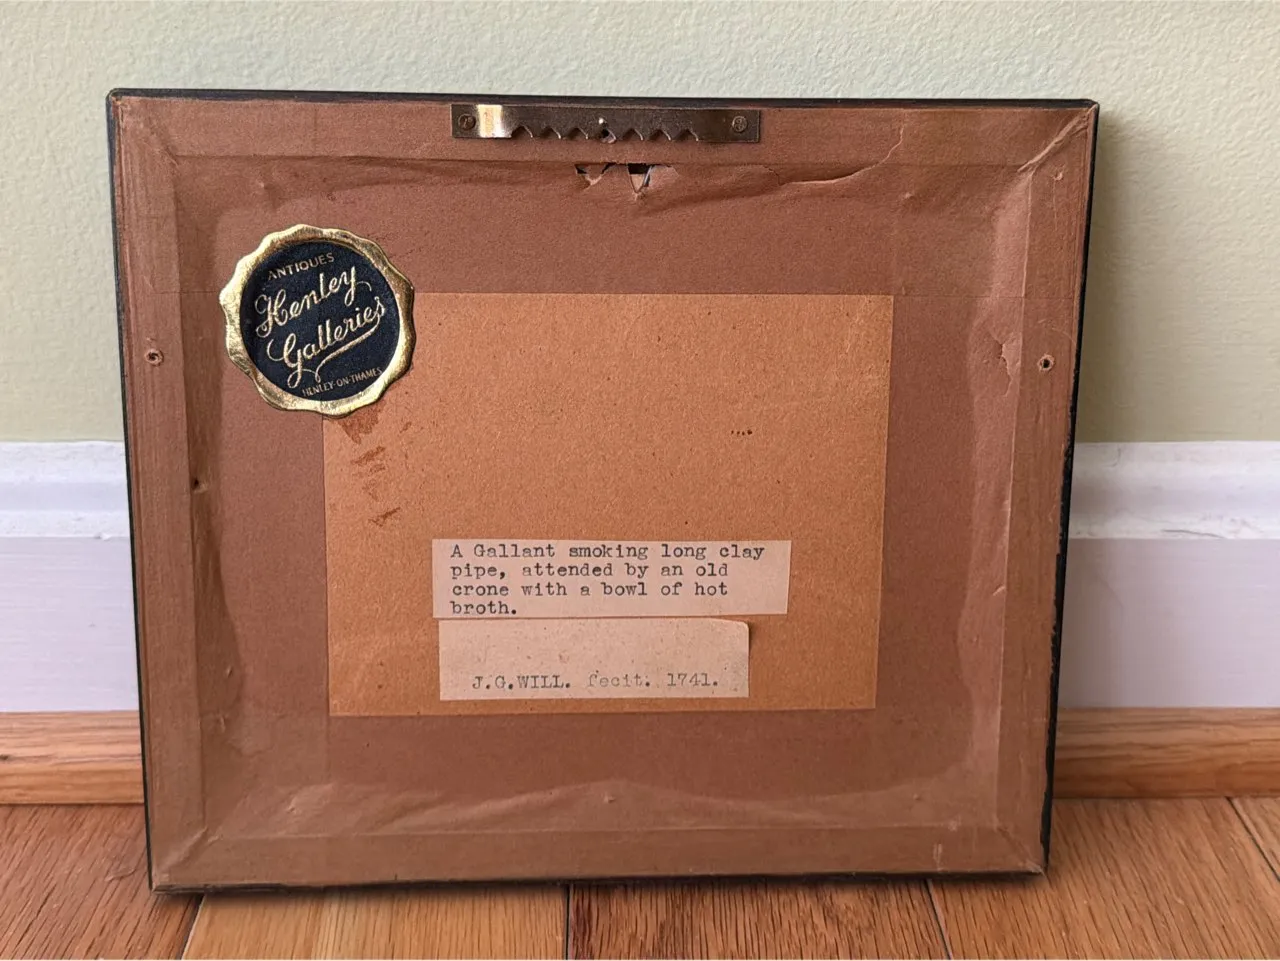 ANTIQUES
Henley
Galleries
HENLEY-ON-THAMES
A Gallant smoking long clay
pipe, attended by an old
crone with a bowl of hot
broth.
J.G.WILL. fecit. 1741.